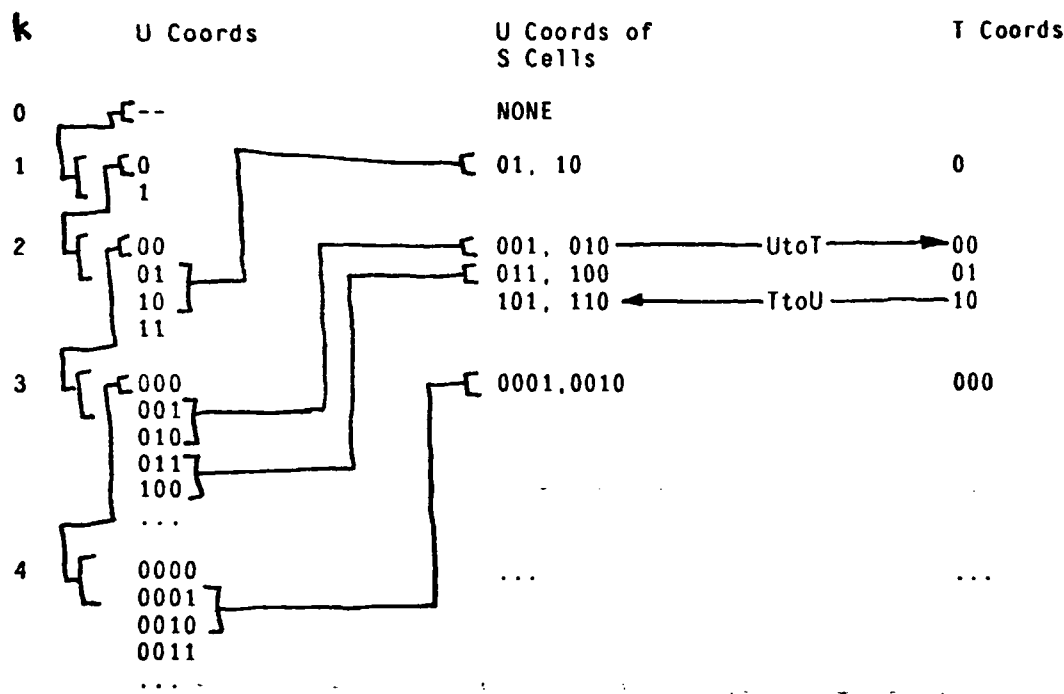 k U Coords U Coords of S Cells T Coords
0 -- NONE
1 0 01, 10 0
1
2 00 001, 010 UtoT 00
01 011, 100 01
10 101, 110 TtoU 10
11
3 000 0001,0010 000
001
010
011
100
...
4 0000 ... ...
0001
0010
0011
...